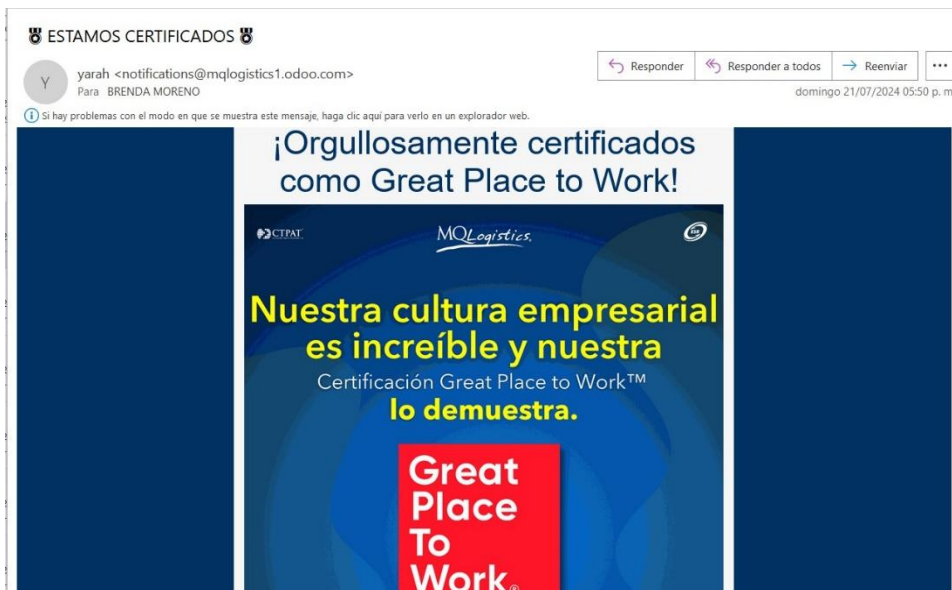 🎖 ESTAMOS CERTIFICADOS 🎖
Responder
Responder a todos
Reenviar
Y
yarah <notifications@mqlogistics1.odoo.com>
Para BRENDA MORENO
domingo 21/07/2024 05:50 p. m
Si hay problemas con el modo en que se muestra este mensaje, haga clic aquí para verlo en un explorador web.
¡Orgullosamente certificados
como Great Place to Work!
CTPAT
MQLogistics.
Nuestra cultura empresarial
es increíble y nuestra
Certificación Great Place to Work™
lo demuestra.
Great
Place
To
Work®